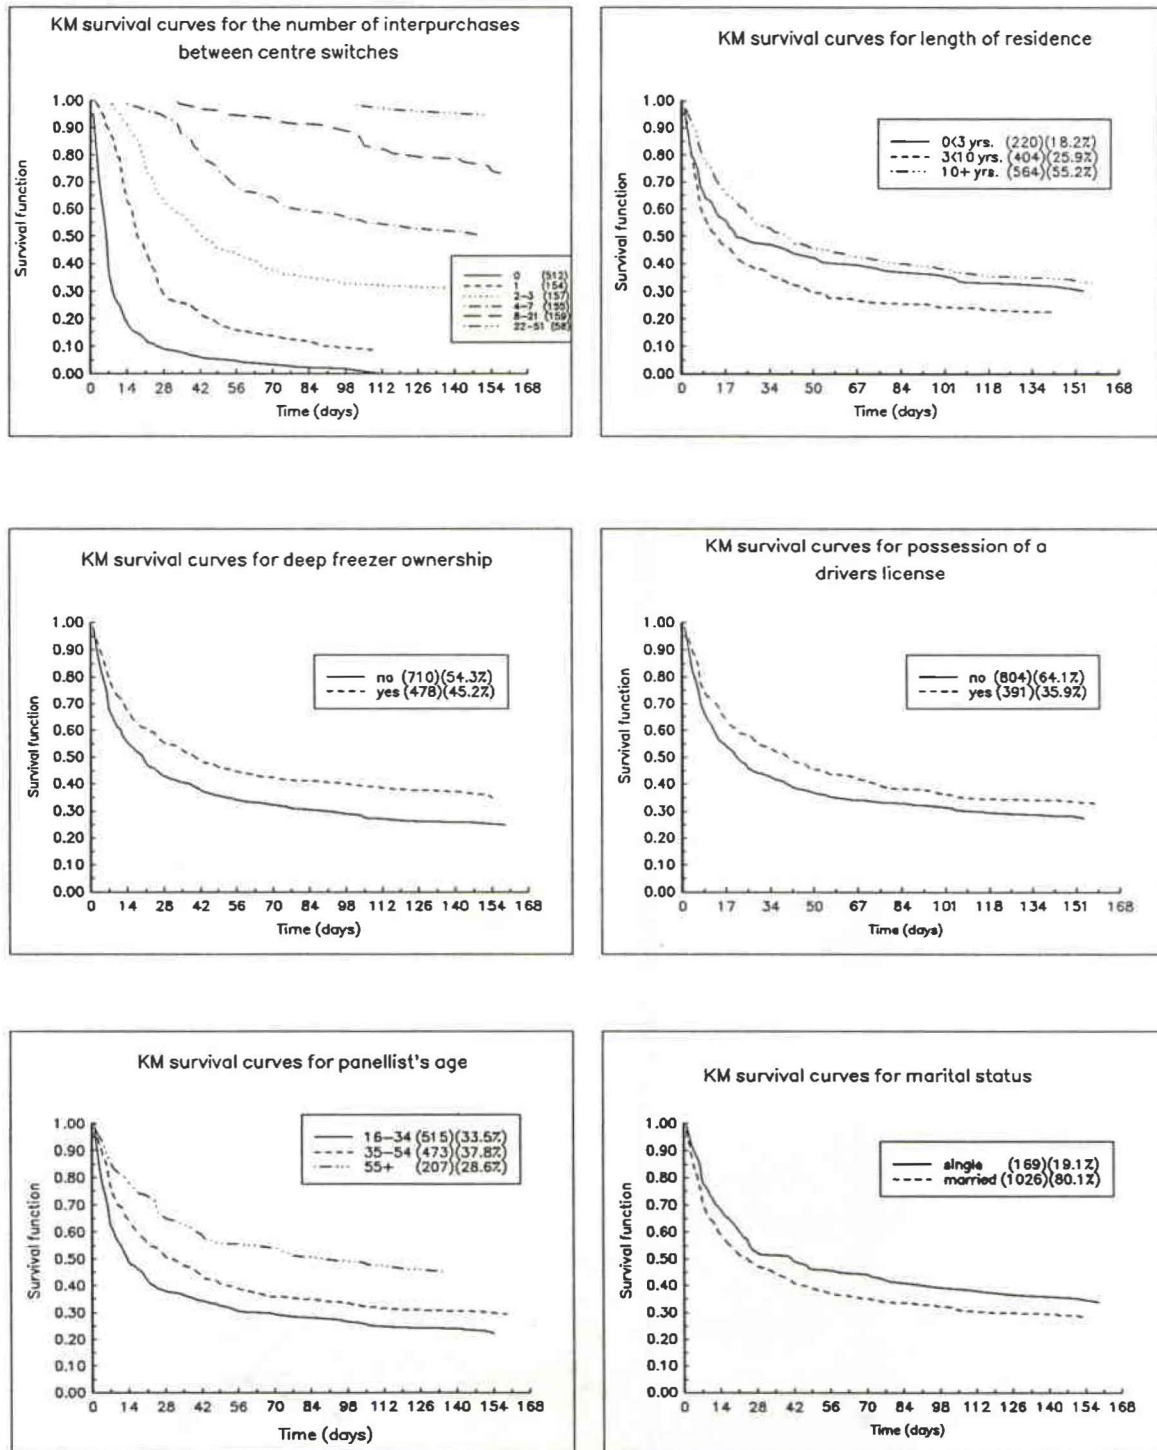 KM survival curves for the number of interpurchases
between centre switches
Survival function
1.00
0.90
0.80
0.70
0.60
0.50
0.40
0.30
0.20
0.10
0.00
0 (512)
1 (154)
2-3 (157)
4-7 (155)
8-21 (159)
22-51 (58)
0 14 28 42 56 70 84 98 112 126 140 154 168
Time (days)
KM survival curves for length of residence
Survival function
1.00
0.90
0.80
0.70
0.60
0.50
0.40
0.30
0.20
0.10
0.00
0<3 yrs. (220)(18.2%)
3<10 yrs. (404)(25.9%)
10+ yrs. (564)(55.2%)
0 17 34 50 67 84 101 118 134 151 168
Time (days)
KM survival curves for deep freezer ownership
Survival function
1.00
0.90
0.80
0.70
0.60
0.50
0.40
0.30
0.20
0.10
0.00
no (710)(54.3%)
yes (478)(45.2%)
0 14 28 42 56 70 84 98 112 126 140 154 168
Time (days)
KM survival curves for possession of a
drivers license
Survival function
1.00
0.90
0.80
0.70
0.60
0.50
0.40
0.30
0.20
0.10
0.00
no (804)(64.1%)
yes (391)(35.9%)
0 17 34 50 67 84 101 118 134 151 168
Time (days)
KM survival curves for panellist's age
Survival function
1.00
0.90
0.80
0.70
0.60
0.50
0.40
0.30
0.20
0.10
0.00
16-34 (515)(33.5%)
35-54 (473)(37.8%)
55+ (207)(28.6%)
0 14 28 42 56 70 84 98 112 126 140 154 168
Time (days)
KM survival curves for marital status
Survival function
1.00
0.90
0.80
0.70
0.60
0.50
0.40
0.30
0.20
0.10
0.00
single (169)(19.1%)
married (1026)(80.1%)
0 14 28 42 56 70 84 98 112 126 140 154 168
Time (days)